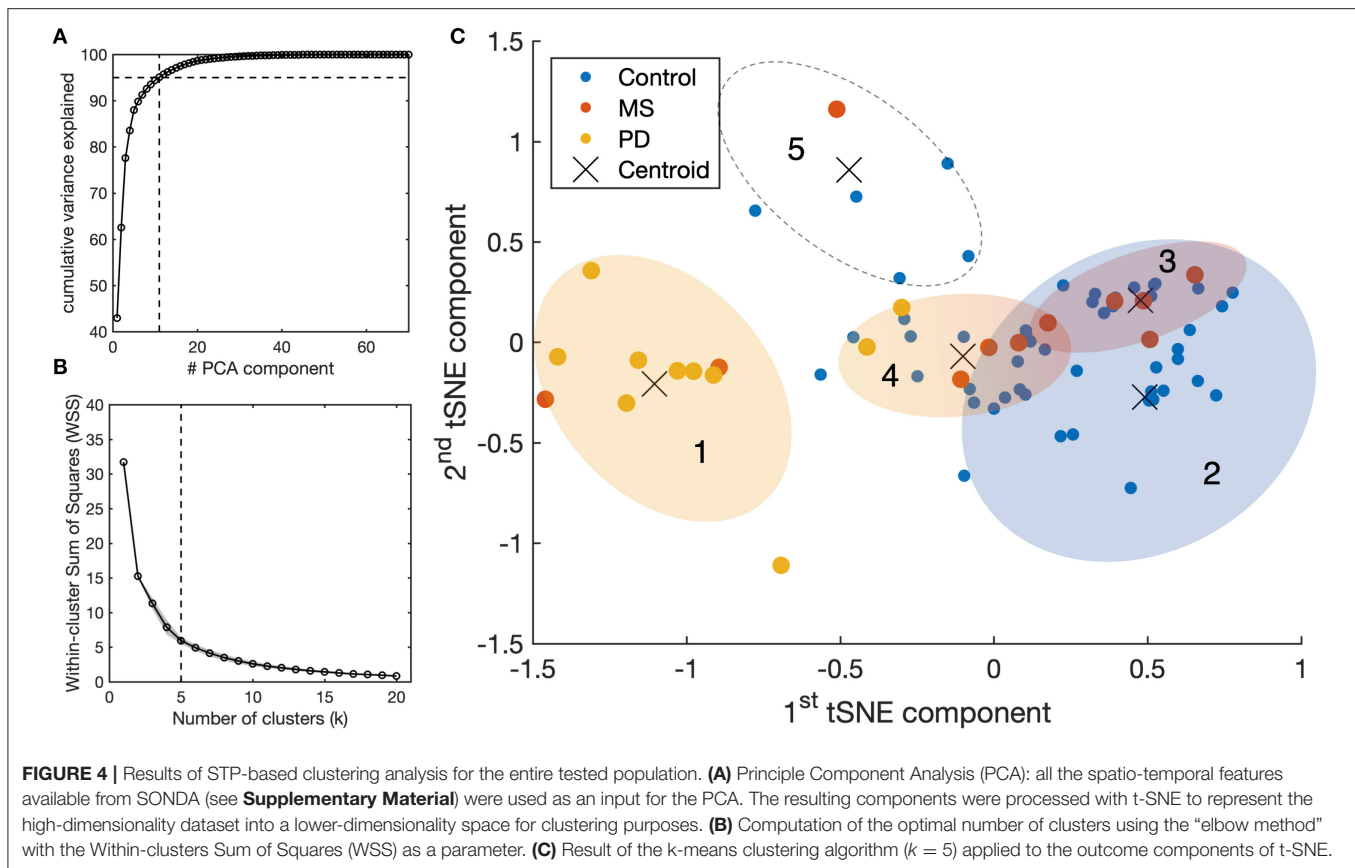 A
100
90
80
70
60
50
40
cumulative variance explained
0
20
40
60
# PCA component
B
40
35
30
25
20
15
10
5
0
Within-cluster Sum of Squares (WSS)
0
5
10
15
20
Number of clusters (k)
C
1.5
1
0.5
0
-0.5
-1
-1.5
2nd tSNE component
-1.5
-1
-0.5
0
0.5
1
1st tSNE component
Control
MS
PD
Centroid
5
3
4
1
2
FIGURE 4 | Results of STP-based clustering analysis for the entire tested population. (A) Principle Component Analysis (PCA): all the spatio-temporal features
available from SONDA (see Supplementary Material) were used as an input for the PCA. The resulting components were processed with t-SNE to represent the
high-dimensionality dataset into a lower-dimensionality space for clustering purposes. (B) Computation of the optimal number of clusters using the “elbow method”
with the Within-clusters Sum of Squares (WSS) as a parameter. (C) Result of the k-means clustering algorithm (k = 5) applied to the outcome components of t-SNE.